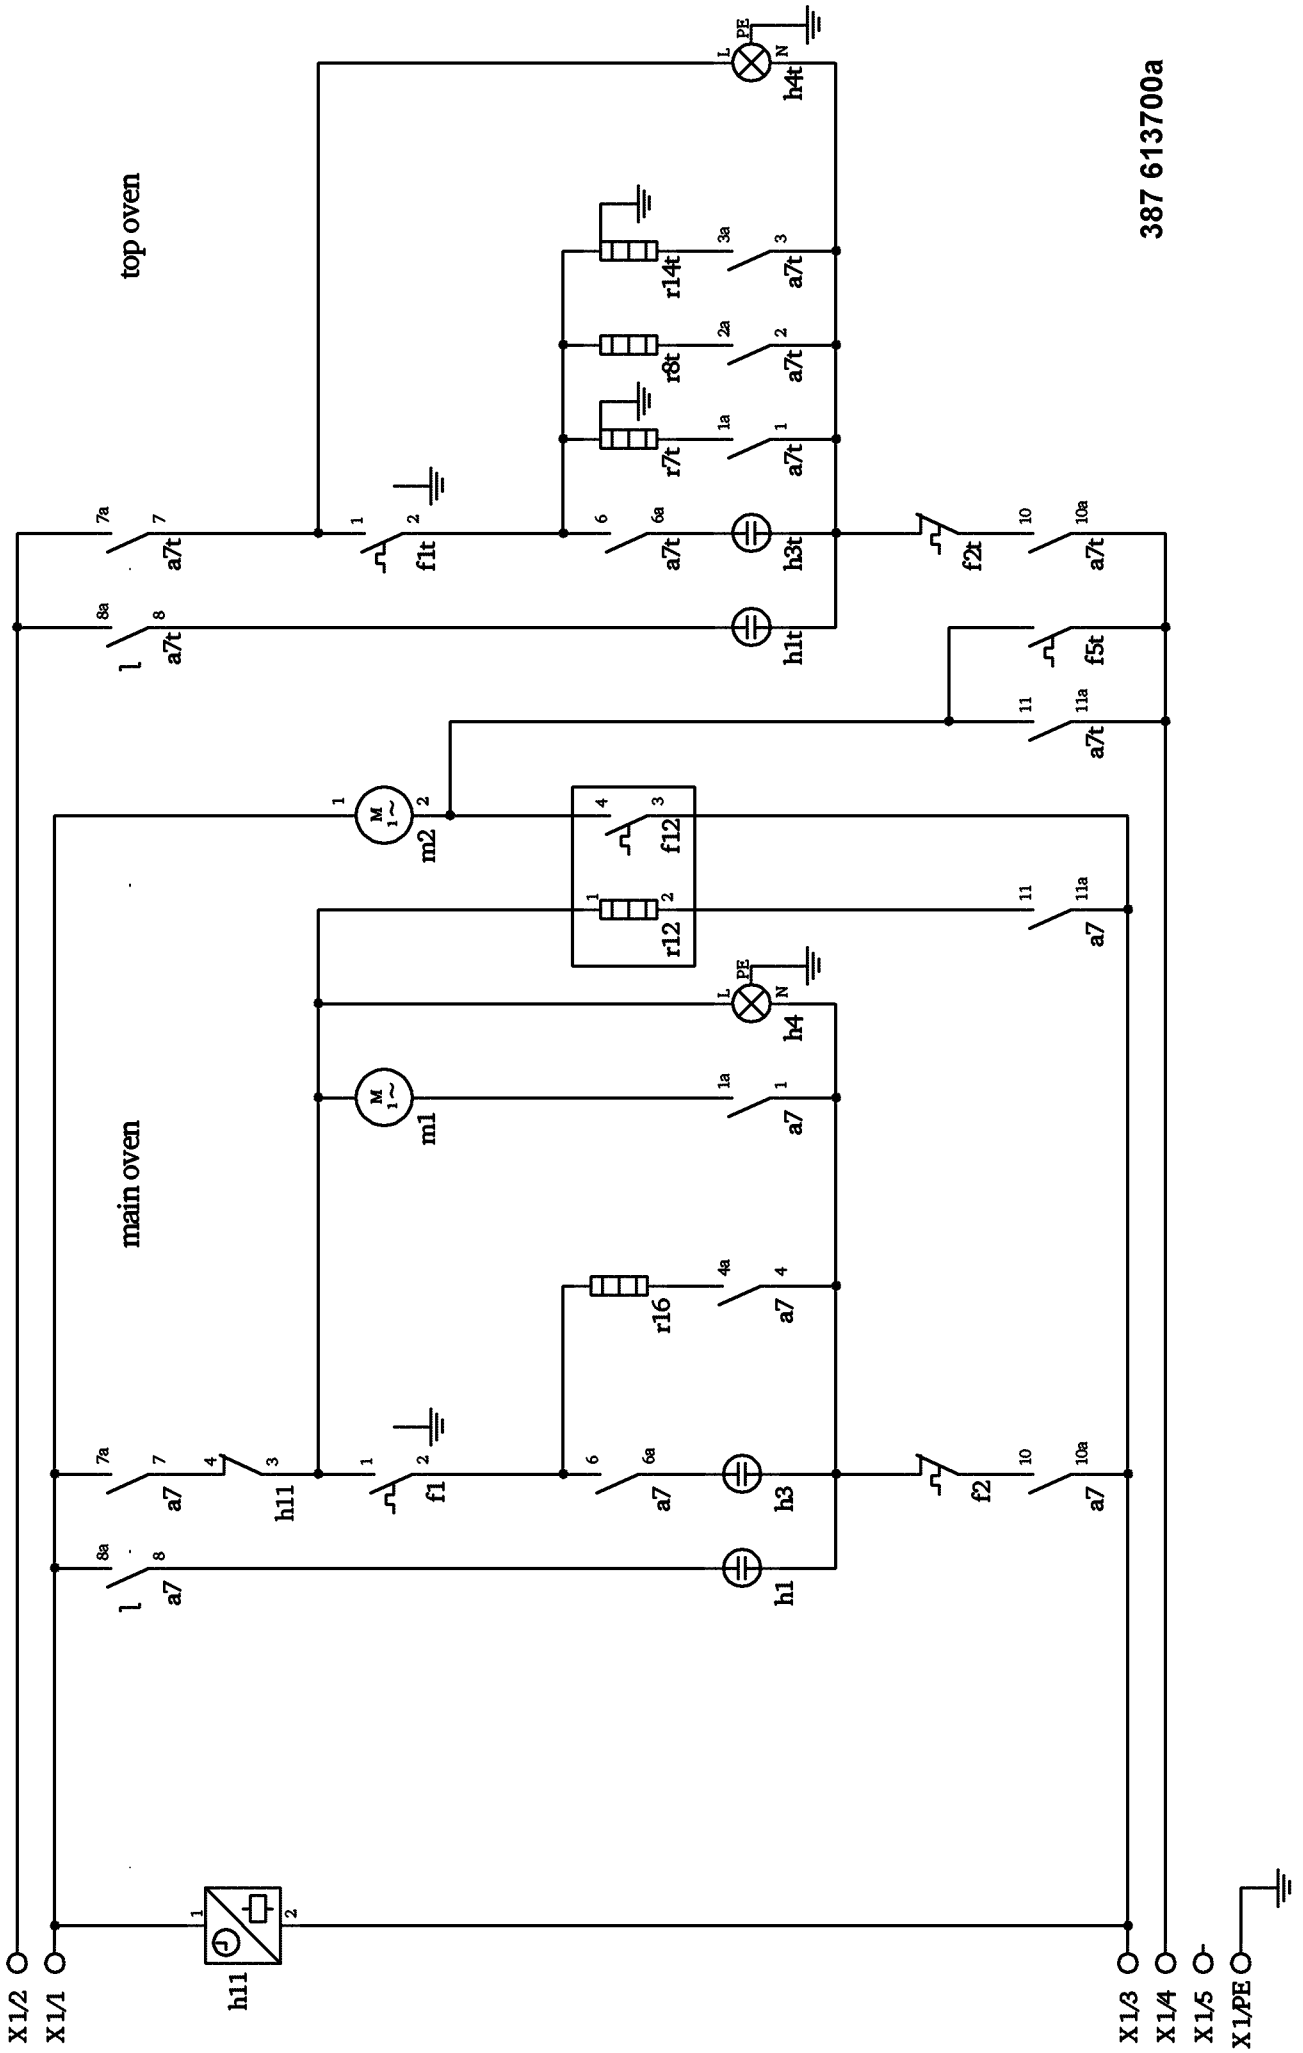 X1/2
X1/1
X1/3
X1/4
X1/5
X1/PE
h11
1
2
main oven
8a
8
a7
h1
7a
7
a7
4
3
h11
1
2
f1
6
6a
a7
h3
f2
10
10a
a7
r16
4a
4
a7
M
1~
m1
1a
1
a7
L
PE
N
h4
1
2
r12
11
11a
a7
1
M
1~
2
m2
4
3
f12
11
11a
a7t
top oven
8a
8
a7t
h1t
f5t
7a
7
a7t
1
2
f1t
6
6a
a7t
h3t
f2t
10
10a
a7t
r7t
1a
1
a7t
r8t
2a
2
a7t
r14t
3a
3
a7t
L
PE
N
h4t
387 613700a